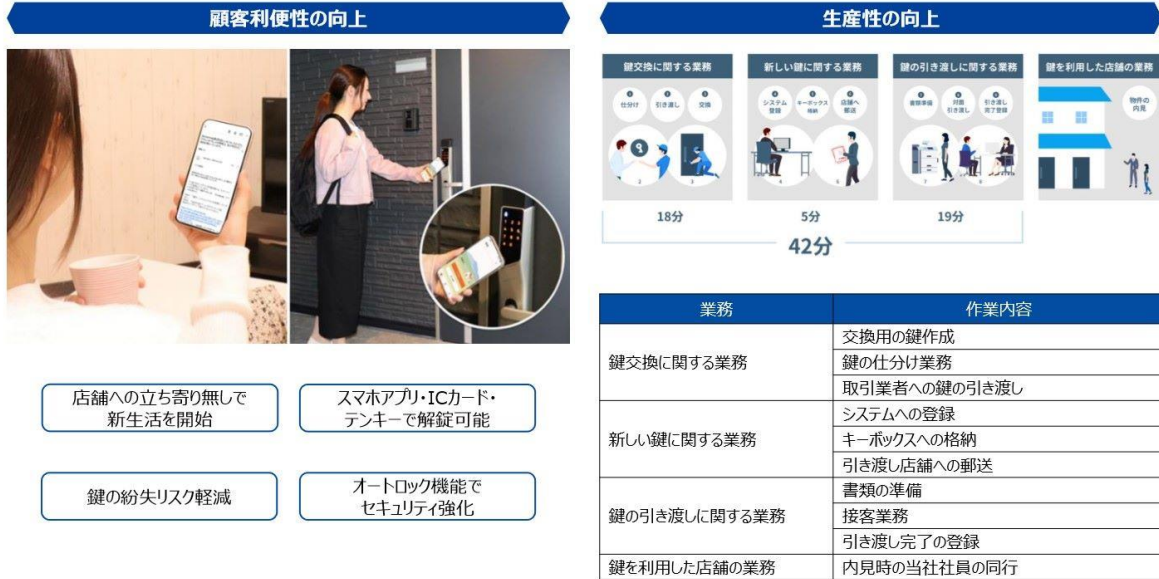 顧客利便性の向上
店舗への立ち寄り無しで
新生活を開始
スマホアプリ・ICカード・
テンキーで解錠可能
鍵の紛失リスク軽減
オートロック機能で
セキュリティ強化
生産性の向上
鍵交換に関する業務
仕分け
引き渡し
交換
新しい鍵に関する業務
システム
登録
キーボックス
格納
店舗へ
郵送
鍵の引き渡しに関する業務
書類準備
対面
引き渡し
引き渡し
完了登録
鍵を利用した店舗の業務
物件の
内見
18分
5分
19分
42分
業務
作業内容
鍵交換に関する業務
交換用の鍵作成
鍵の仕分け業務
取引業者への鍵の引き渡し
新しい鍵に関する業務
システムへの登録
キーボックスへの格納
引き渡し店舗への郵送
鍵の引き渡しに関する業務
書類の準備
接客業務
引き渡し完了の登録
鍵を利用した店舗の業務
内見時の当社社員の同行